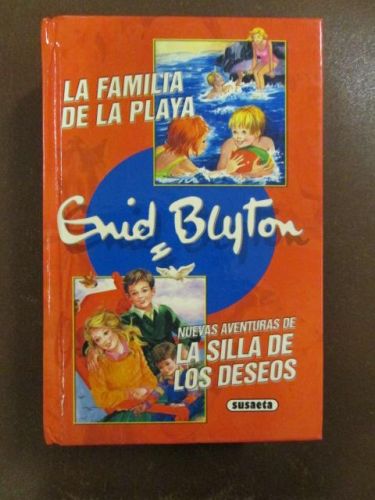 LA FAMILIA
DE LA PLAYA
Enid Blyton
NUEVAS AVENTURAS DE
LA SILLA DE
LOS DESEOS
susaeta